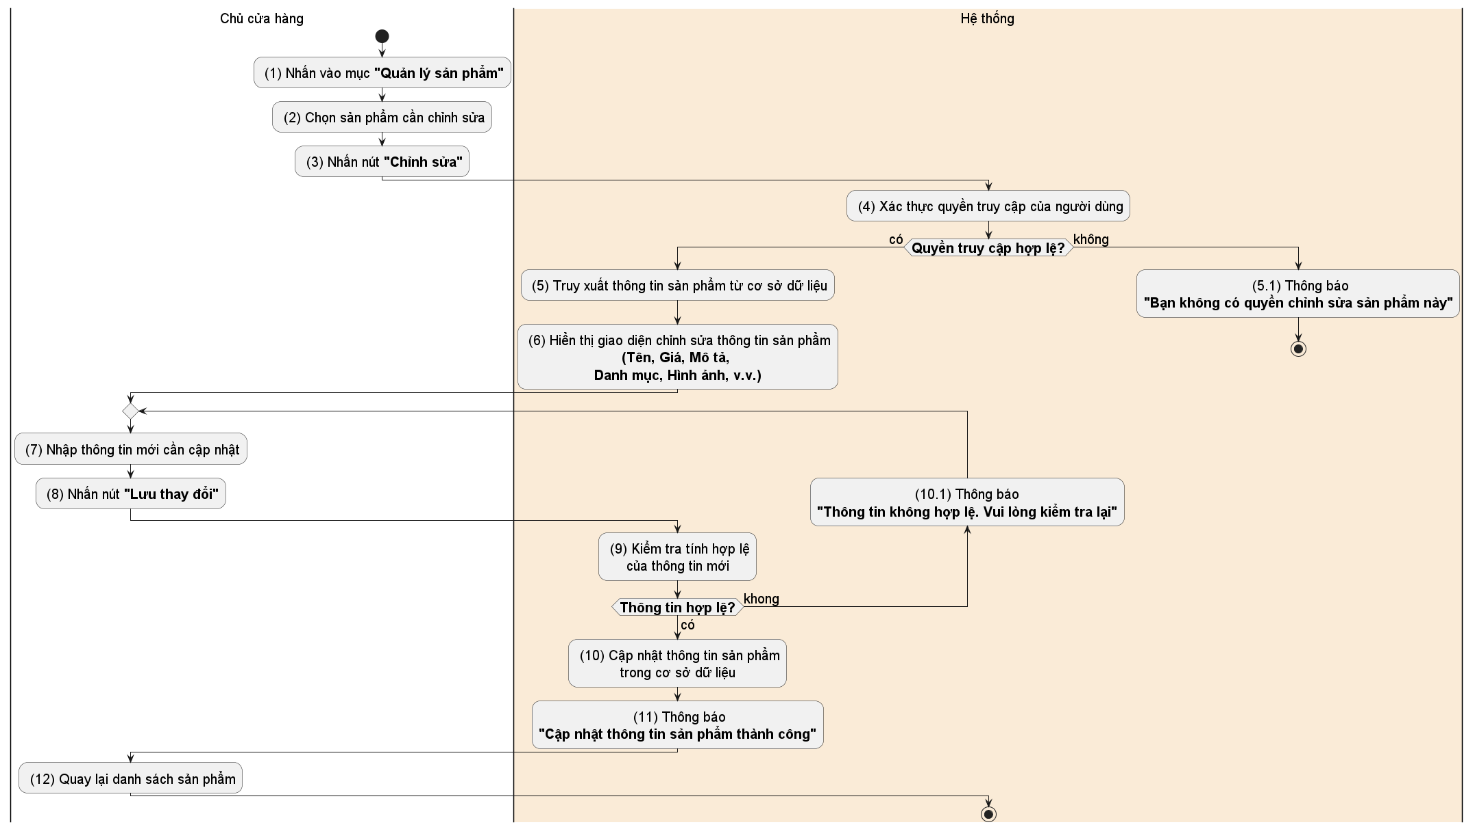 Chủ cửa hàng
Hệ thống
(1) Nhấn vào mục "Quản lý sản phẩm"
(2) Chọn sản phẩm cần chỉnh sửa
(3) Nhấn nút "Chỉnh sửa"
(4) Xác thực quyền truy cập của người dùng
có
Quyền truy cập hợp lệ?
không
(5) Truy xuất thông tin sản phẩm từ cơ sở dữ liệu
(5.1) Thông báo
"Bạn không có quyền chỉnh sửa sản phẩm này"
(6) Hiển thị giao diện chỉnh sửa thông tin sản phẩm
(Tên, Giá, Mô tả,
Danh mục, Hình ảnh, v.v.)
(7) Nhập thông tin mới cần cập nhật
(8) Nhấn nút "Lưu thay đổi"
(10.1) Thông báo
"Thông tin không hợp lệ. Vui lòng kiểm tra lại"
(9) Kiểm tra tính hợp lệ
của thông tin mới
Thông tin hợp lệ?
khong
có
(10) Cập nhật thông tin sản phẩm
trong cơ sở dữ liệu
(11) Thông báo
"Cập nhật thông tin sản phẩm thành công"
(12) Quay lại danh sách sản phẩm